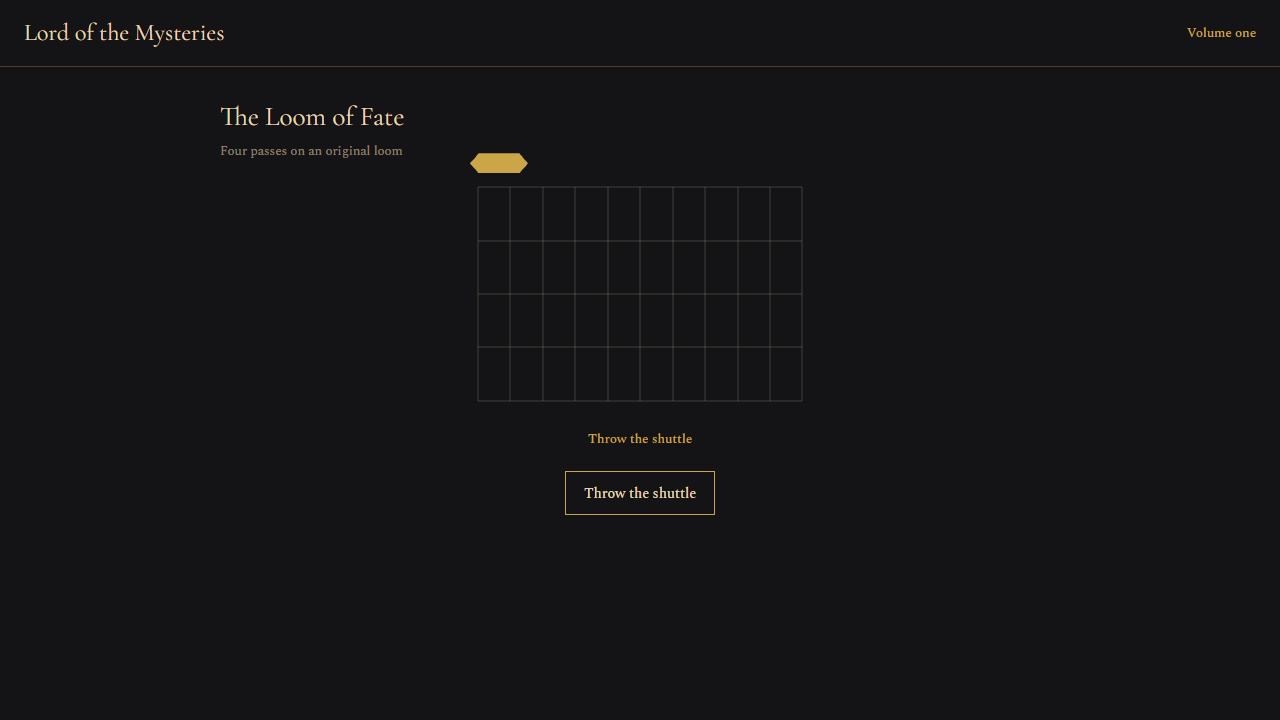 Lord of the Mysteries
Volume one
The Loom of Fate
Four passes on an original loom
Throw the shuttle
Throw the shuttle